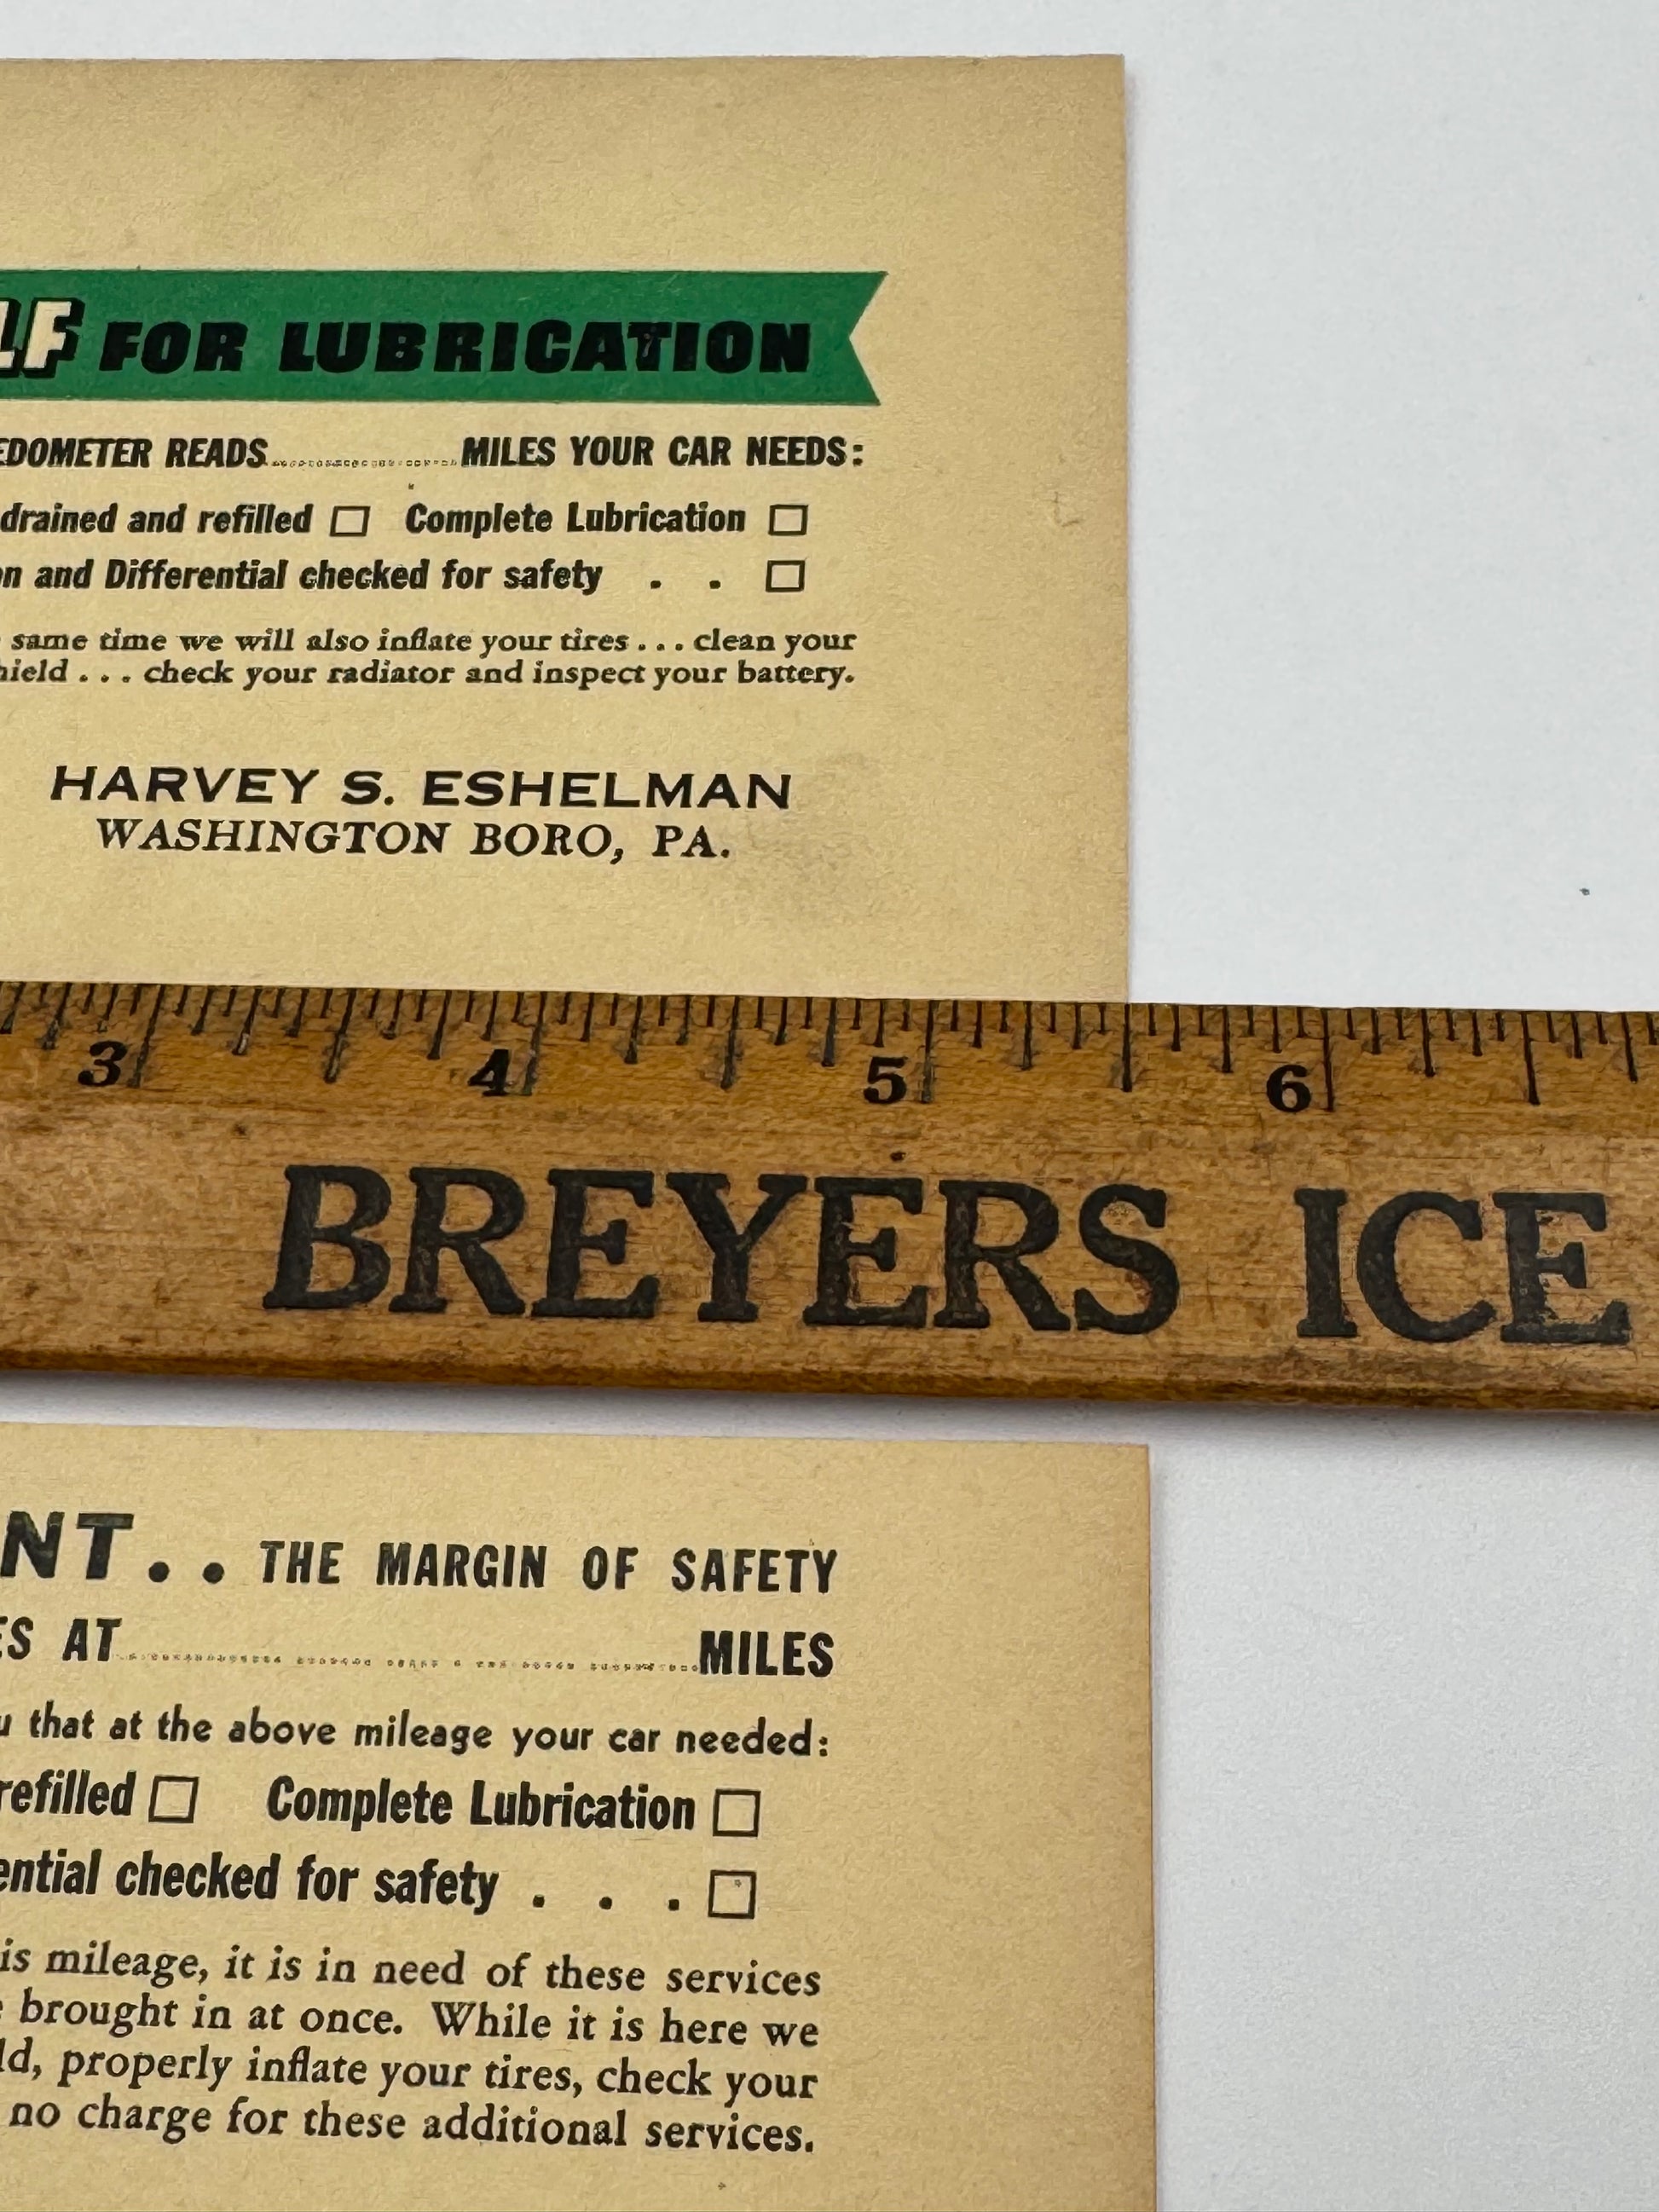 LF FOR LUBRICATION
EDOMETER READS MILES YOUR CAR NEEDS:
drained and refilled Complete Lubrication
on and Differential checked for safety . .
same time we will also inflate your tires . . . clean your
hield . . . check your radiator and inspect your battery.
HARVEY S. ESHELMAN
WASHINGTON BORO, PA.
3 4 5 6
BREYERS ICE
NT . . THE MARGIN OF SAFETY
ES AT MILES
u that at the above mileage your car needed:
refilled Complete Lubrication
ential checked for safety . . .
is mileage, it is in need of these services
brought in at once. While it is here we
ld, properly inflate your tires, check your
no charge for these additional services.